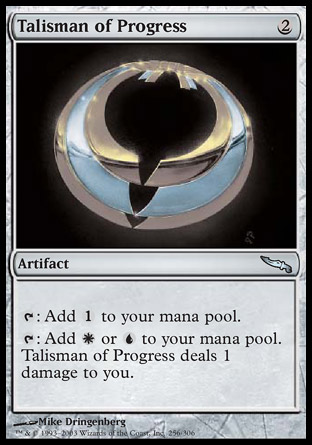 Talisman of Progress 2
Artifact
: Add 1 to your mana pool.
: Add or to your mana pool.
Talisman of Progress deals 1
damage to you.
Mike Dringenberg
™ & © 1993–2003 Wizards of the Coast, Inc. 256/306